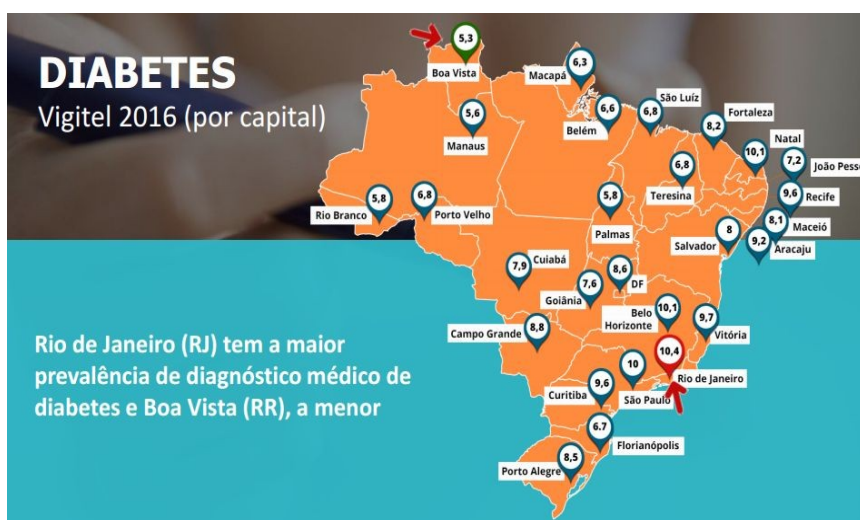 DIABETES
Vigitel 2016 (por capital)
5,3
Boa Vista
6,3
Macapá
5,6
Manaus
6,6
Belém
6,8
São Luíz
8,2
Fortaleza
10,1
Natal
7,2
João Pesso
6,8
Teresina
9,6
Recife
5,8
Rio Branco
6,8
Porto Velho
5,8
Palmas
8,1
Maceió
8
Salvador
9,2
Aracaju
7,9
Cuiabá
8,6
DF
7,6
Goiânia
10,1
Belo
Horizonte
9,7
Vitória
8,8
Campo Grande
10,4
Rio de Janeiro
10
São Paulo
9,6
Curitiba
6.7
Florianópolis
8,5
Porto Alegre
Rio de Janeiro (RJ) tem a maior
prevalência de diagnóstico médico de
diabetes e Boa Vista (RR), a menor